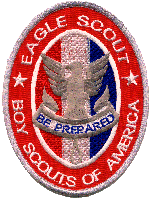 EAGLE SCOUT
BE PREPARED
BOY SCOUTS OF AMERICA